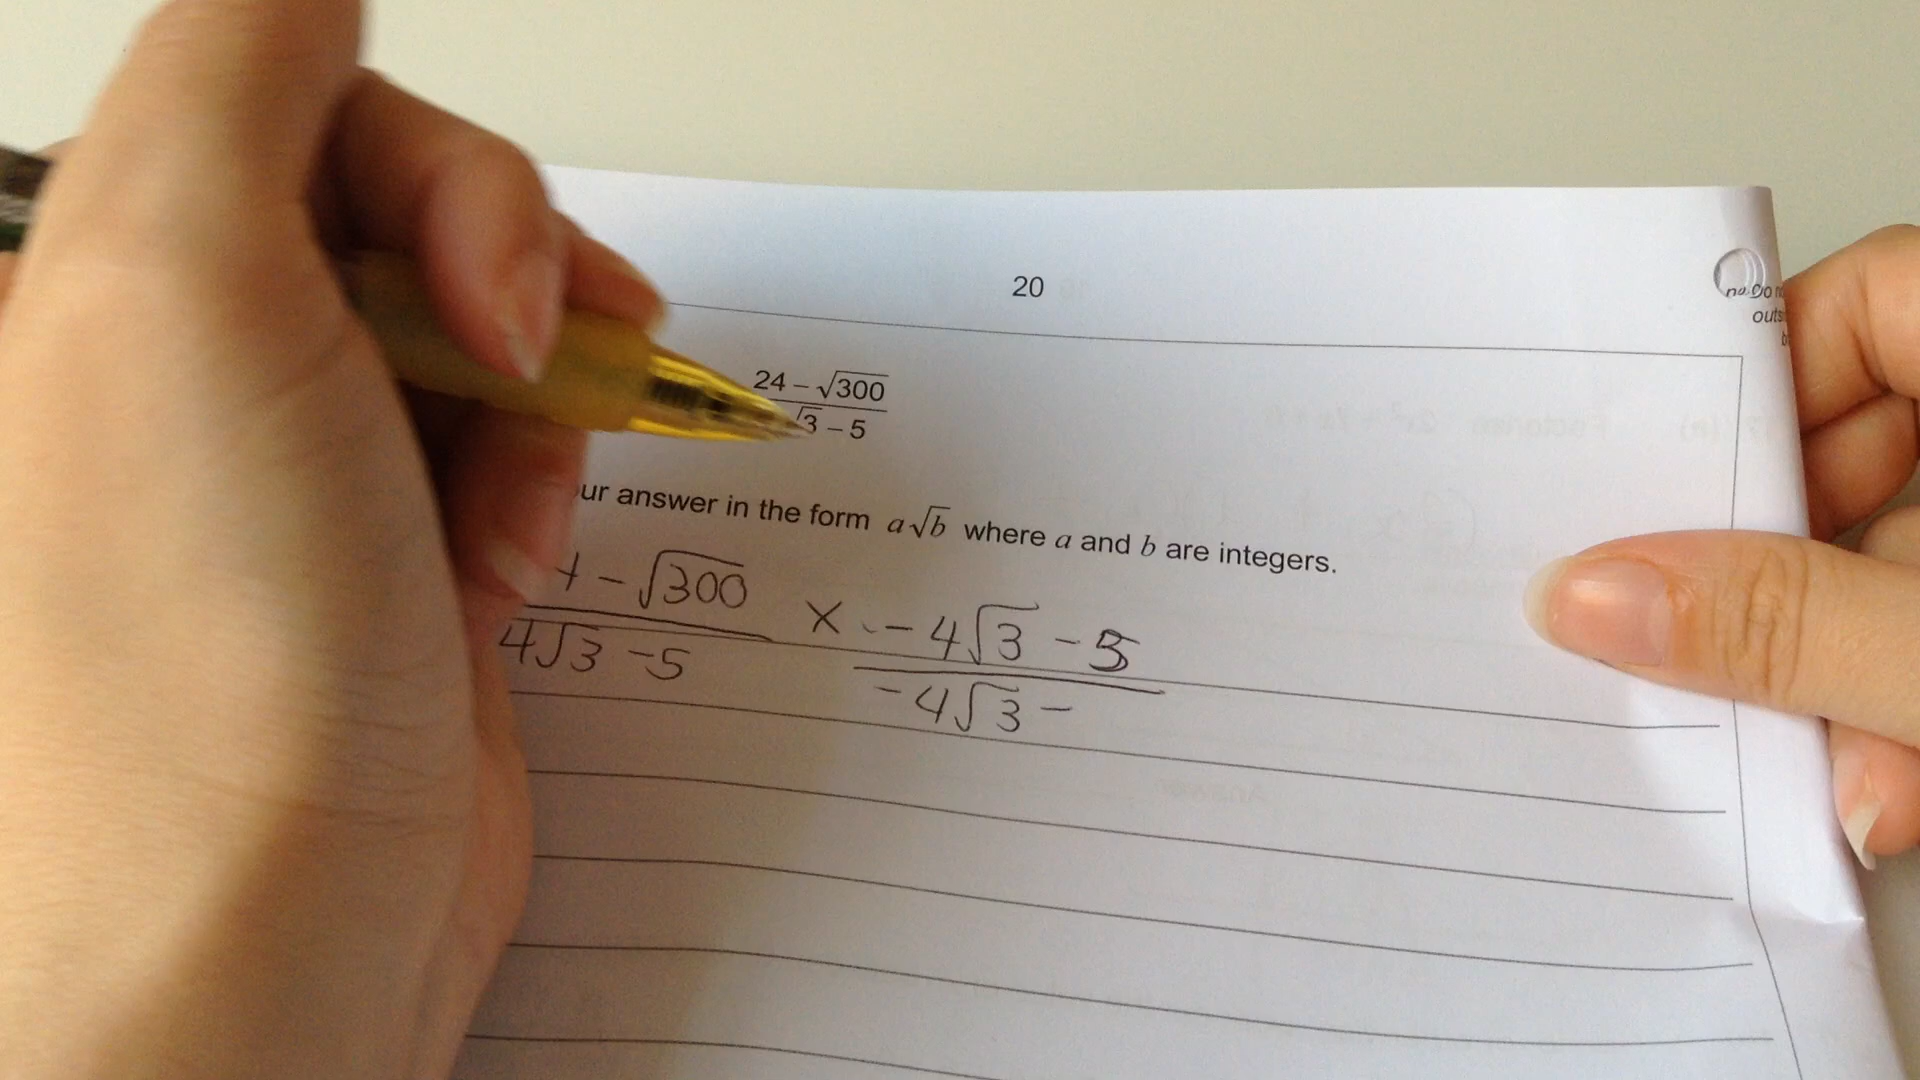 20
outs
24 – √300
√3 – 5
ur answer in the form a√b where a and b are integers.
– √300 × - – 4√3 – 5
4√3 – 5 – 4√3 –